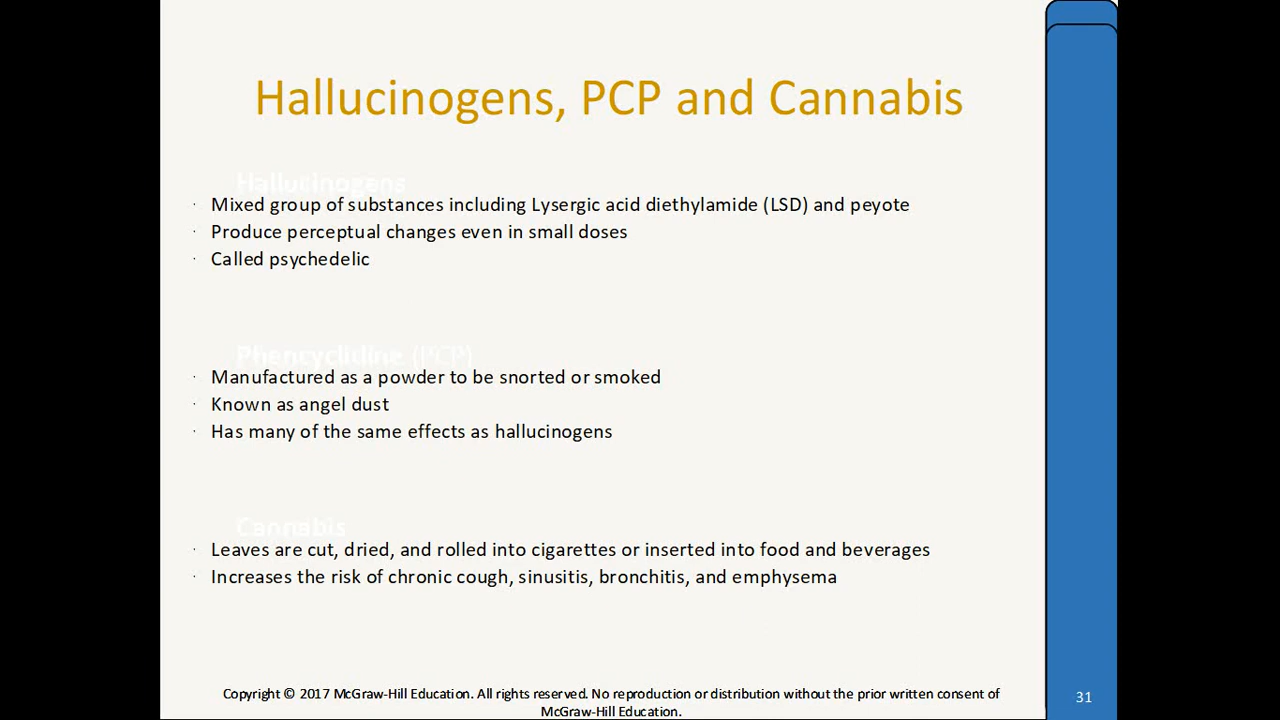 Hallucinogens, PCP and Cannabis
Hallucinogens
· Mixed group of substances including Lysergic acid diethylamide (LSD) and peyote
· Produce perceptual changes even in small doses
· Called psychedelic
Phencyclidine (PCP)
· Manufactured as a powder to be snorted or smoked
· Known as angel dust
· Has many of the same effects as hallucinogens
Cannabis
· Leaves are cut, dried, and rolled into cigarettes or inserted into food and beverages
· Increases the risk of chronic cough, sinusitis, bronchitis, and emphysema
Copyright © 2017 McGraw-Hill Education. All rights reserved. No reproduction or distribution without the prior written consent of
McGraw-Hill Education.
31